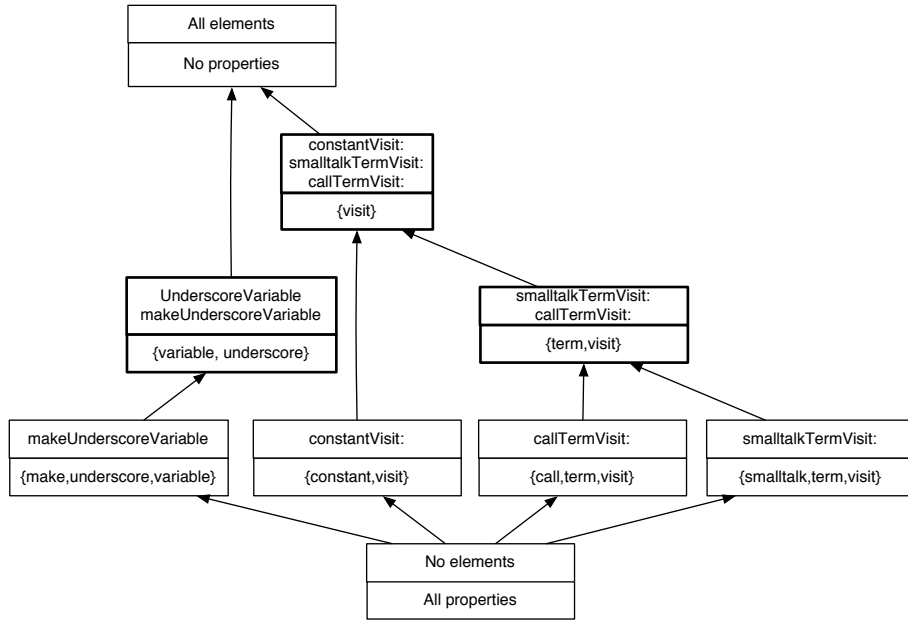 All elements
No properties
constantVisit:
smalltalkTermVisit:
callTermVisit:
{visit}
UnderscoreVariable
makeUnderscoreVariable
{variable, underscore}
smalltalkTermVisit:
callTermVisit:
{term,visit}
makeUnderscoreVariable
{make,underscore,variable}
constantVisit:
{constant,visit}
callTermVisit:
{call,term,visit}
smalltalkTermVisit:
{smalltalk,term,visit}
No elements
All properties